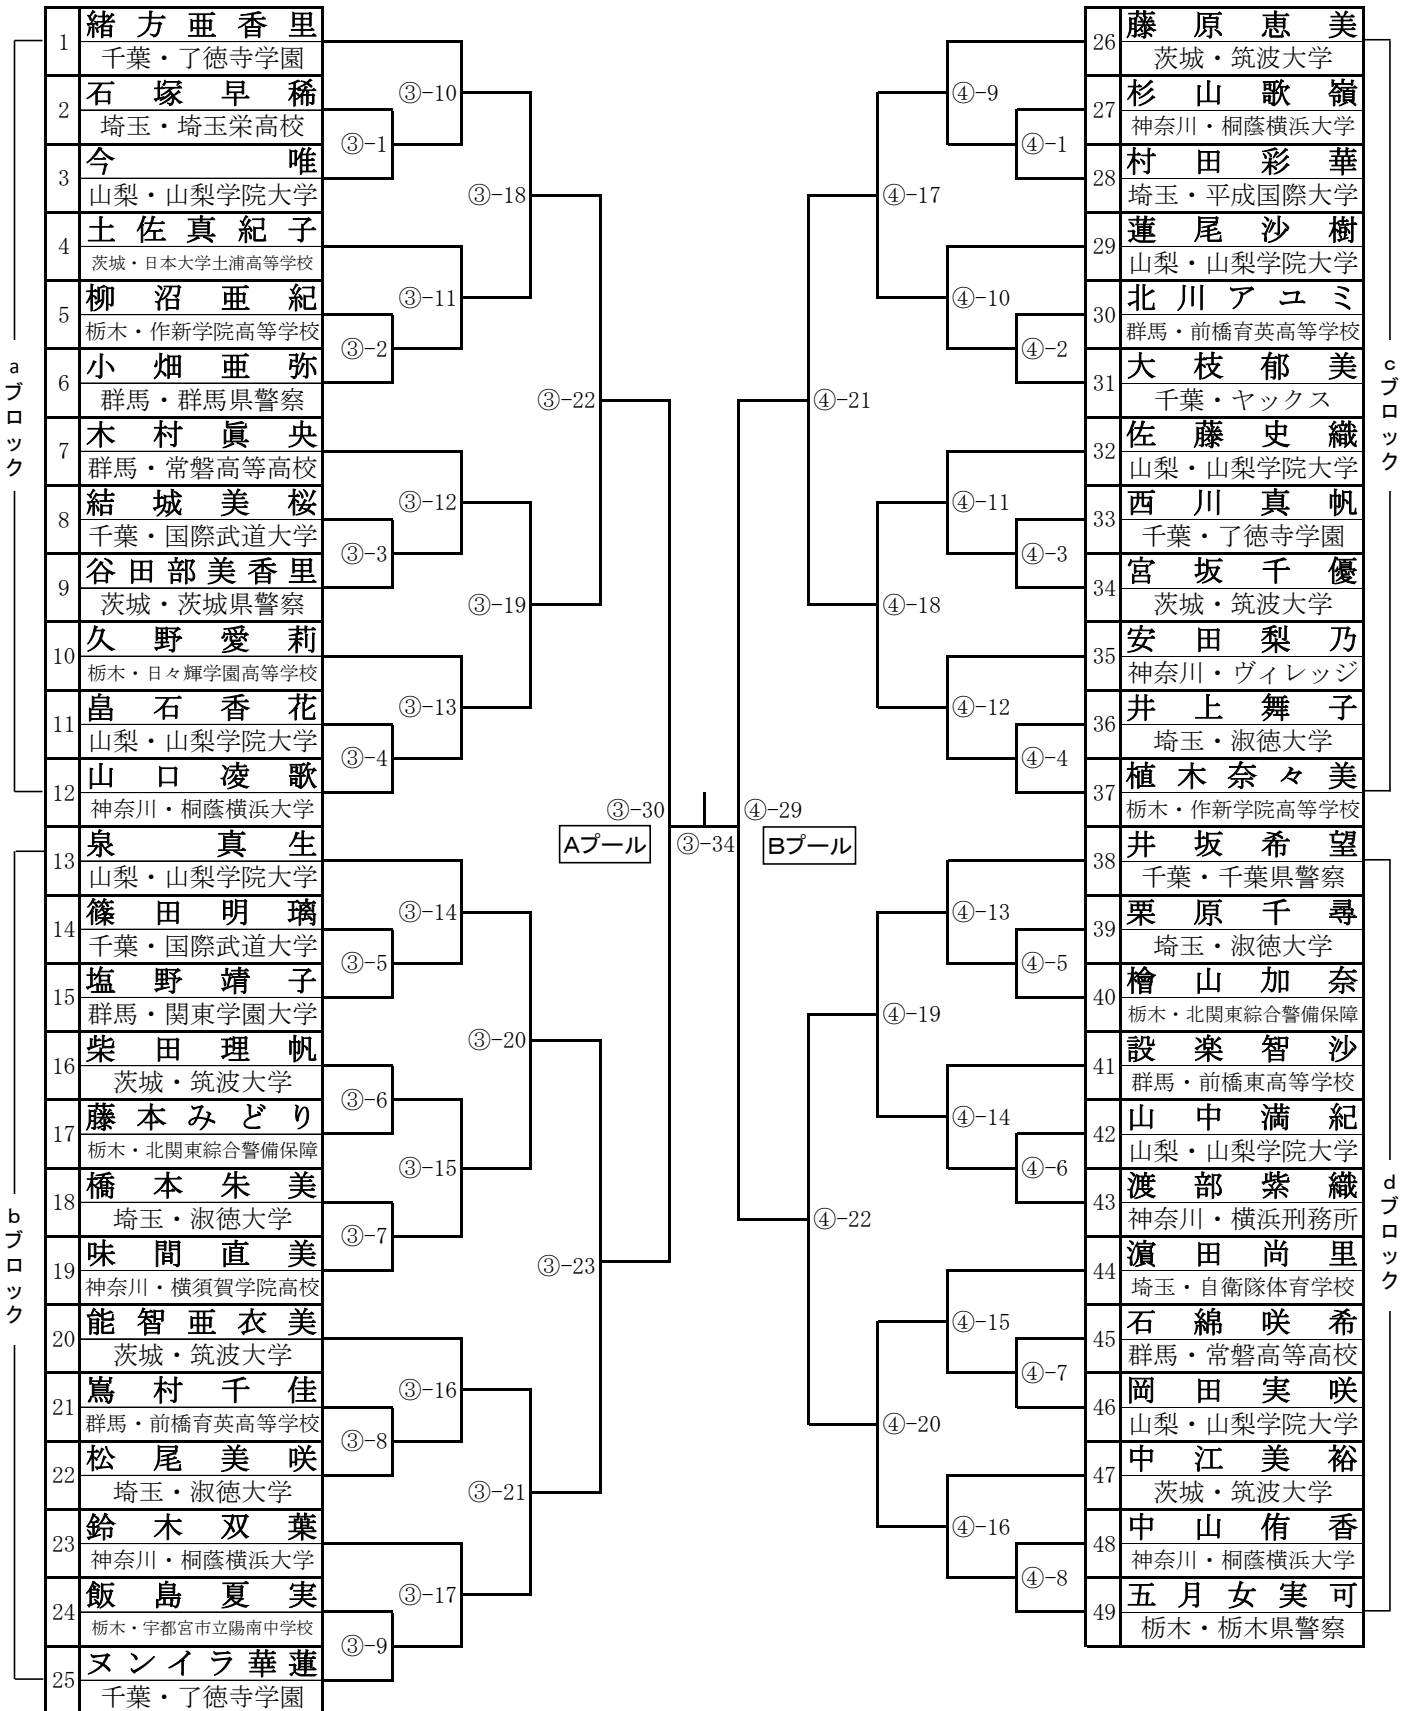 1 緒方亜香里
千葉・了徳寺学園
2 石塚早稀
埼玉・埼玉栄高校
3 今唯
山梨・山梨学院大学
4 土佐真紀子
茨城・日本大学土浦高等学校
5 柳沼亜紀
栃木・作新学院高等学校
6 小畑亜弥
群馬・群馬県警察
7 木村眞央
群馬・常磐高等高校
8 結城美桜
千葉・国際武道大学
9 谷田部美香里
茨城・茨城県警察
10 久野愛莉
栃木・日々輝学園高等学校
11 畠石香花
山梨・山梨学院大学
12 山口凌歌
神奈川・桐蔭横浜大学
13 泉真生
山梨・山梨学院大学
14 篠田明璃
千葉・国際武道大学
15 塩野靖子
群馬・関東学園大学
16 柴田理帆
茨城・筑波大学
17 藤本みどり
栃木・北関東綜合警備保障
18 橋本朱美
埼玉・淑徳大学
19 味間直美
神奈川・横須賀学院高校
20 能智亜衣美
茨城・筑波大学
21 嶌村千佳
群馬・前橋育英高等学校
22 松尾美咲
埼玉・淑徳大学
23 鈴木双葉
神奈川・桐蔭横浜大学
24 飯島夏実
栃木・宇都宮市立陽南中学校
25 ヌンイラ華蓮
千葉・了徳寺学園
aブロック
bブロック
③-1
③-2
③-3
③-4
③-5
③-6
③-7
③-8
③-9
③-10
③-11
③-12
③-13
③-14
③-15
③-16
③-17
③-18
③-19
③-20
③-21
③-22
③-23
③-30
Aプール
③-34
④-29
Bプール
④-21
④-22
④-17
④-18
④-19
④-20
④-9
④-10
④-11
④-12
④-13
④-14
④-15
④-16
④-1
④-2
④-3
④-4
④-5
④-6
④-7
④-8
26 藤原恵美
茨城・筑波大学
27 杉山歌嶺
神奈川・桐蔭横浜大学
28 村田彩華
埼玉・平成国際大学
29 蓮尾沙樹
山梨・山梨学院大学
30 北川アユミ
群馬・前橋育英高等学校
31 大枝郁美
千葉・ヤックス
32 佐藤史織
山梨・山梨学院大学
33 西川真帆
千葉・了徳寺学園
34 宮坂千優
茨城・筑波大学
35 安田梨乃
神奈川・ヴィレッジ
36 井上舞子
埼玉・淑徳大学
37 植木奈々美
栃木・作新学院高等学校
38 井坂希望
千葉・千葉県警察
39 栗原千尋
埼玉・淑徳大学
40 檜山加奈
栃木・北関東綜合警備保障
41 設楽智沙
群馬・前橋東高等学校
42 山中満紀
山梨・山梨学院大学
43 渡部紫織
神奈川・横浜刑務所
44 濵田尚里
埼玉・自衛隊体育学校
45 石綿咲希
群馬・常磐高等高校
46 岡田実咲
山梨・山梨学院大学
47 中江美裕
茨城・筑波大学
48 中山侑香
神奈川・桐蔭横浜大学
49 五月女実可
栃木・栃木県警察
cブロック
dブロック